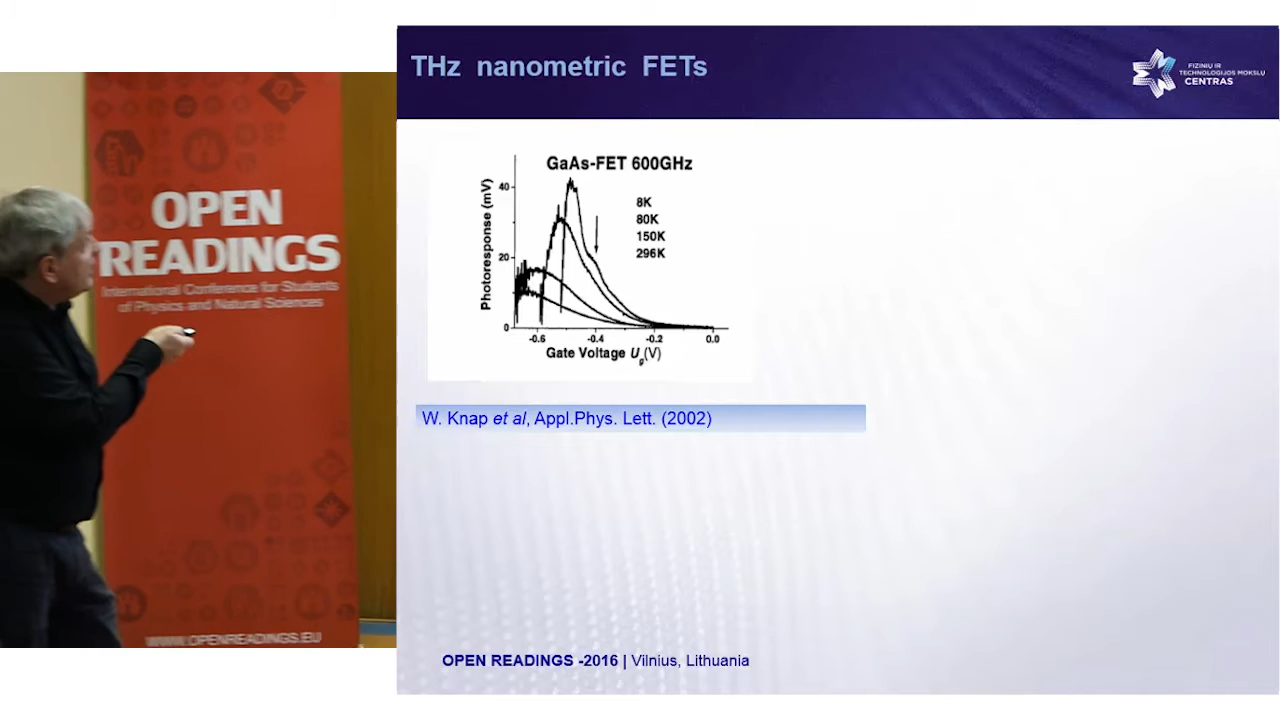 THz nanometric FETs
FIZINIŲ IR
TECHNOLOGIJOS MOKSLŲ
CENTRAS
OPEN
READINGS
International Conference for Students
of Physics and Natural Sciences
WWW.OPENREADINGS.EU
GaAs-FET 600GHz
8K
80K
150K
296K
Photoresponse (mV)
40
20
0
-0.6 -0.4 -0.2 0.0
Gate Voltage Ug(V)
W. Knap et al, Appl.Phys. Lett. (2002)
OPEN READINGS -2016 | Vilnius, Lithuania